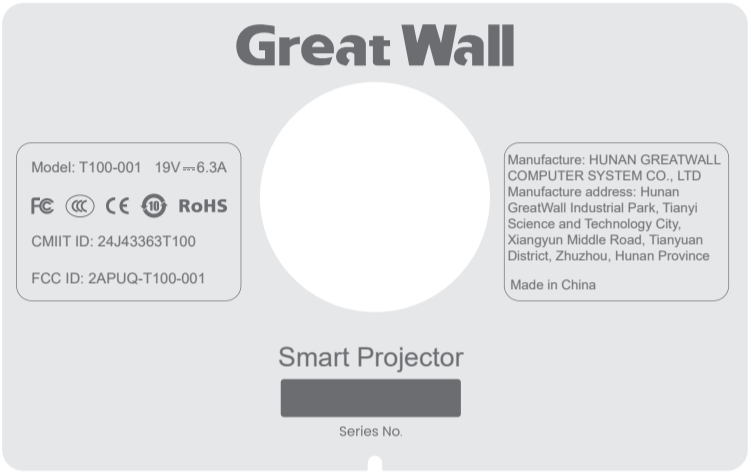 Great Wall
Model: T100-001 19V⎓6.3A
FC CCC CE 10 RoHS
CMIIT ID: 24J43363T100
FCC ID: 2APUQ-T100-001
Manufacture: HUNAN GREATWALL
COMPUTER SYSTEM CO., LTD
Manufacture address: Hunan
GreatWall Industrial Park, Tianyi
Science and Technology City,
Xiangyun Middle Road, Tianyuan
District, Zhuzhou, Hunan Province
Made in China
Smart Projector
Series No.